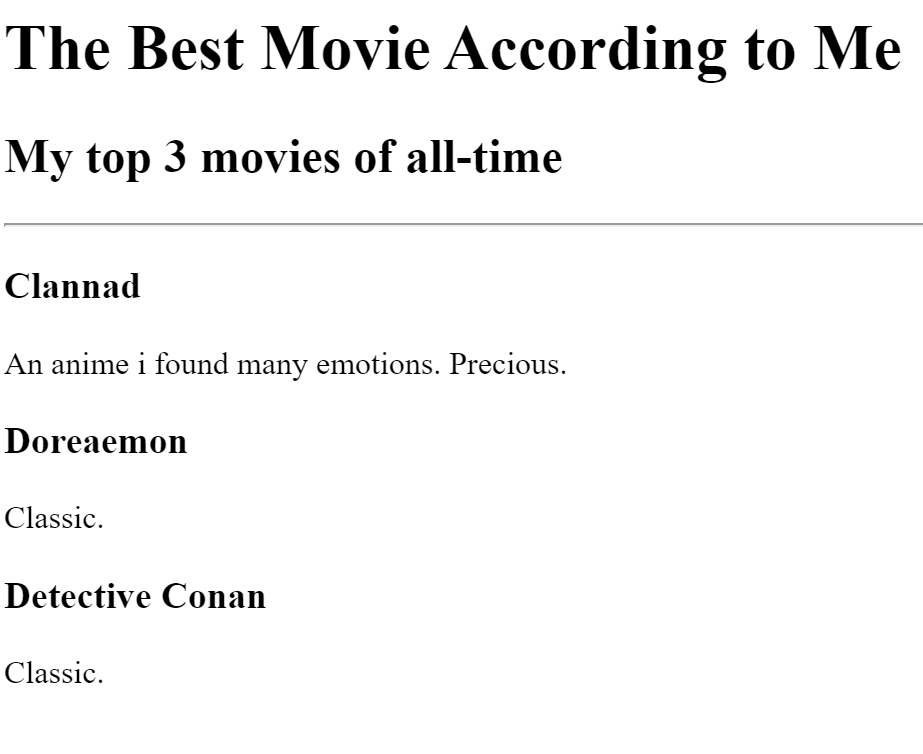 The Best Movie According to Me
My top 3 movies of all-time
Clannad
An anime i found many emotions. Precious.
Doreaemon
Classic.
Detective Conan
Classic.